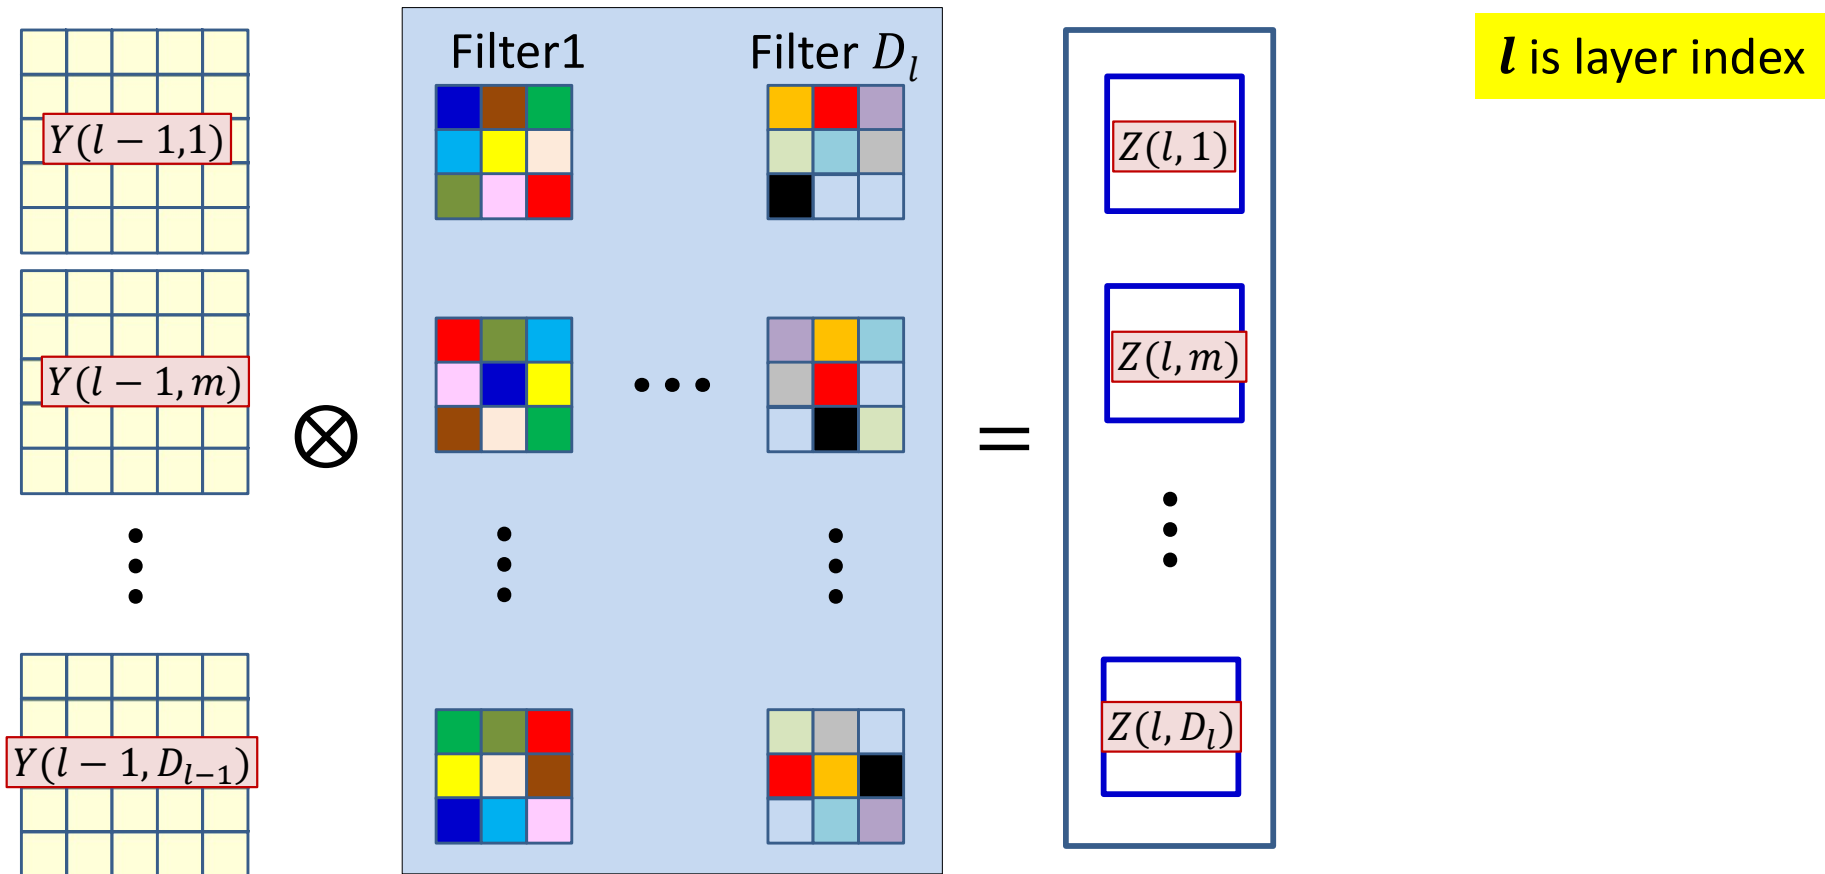 Filter1
Filter D_l
l is layer index
Y(l − 1,1)
Z(l, 1)
Y(l − 1, m)
Z(l, m)
⊗
=
Y(l − 1, D_{l−1})
Z(l, D_l)